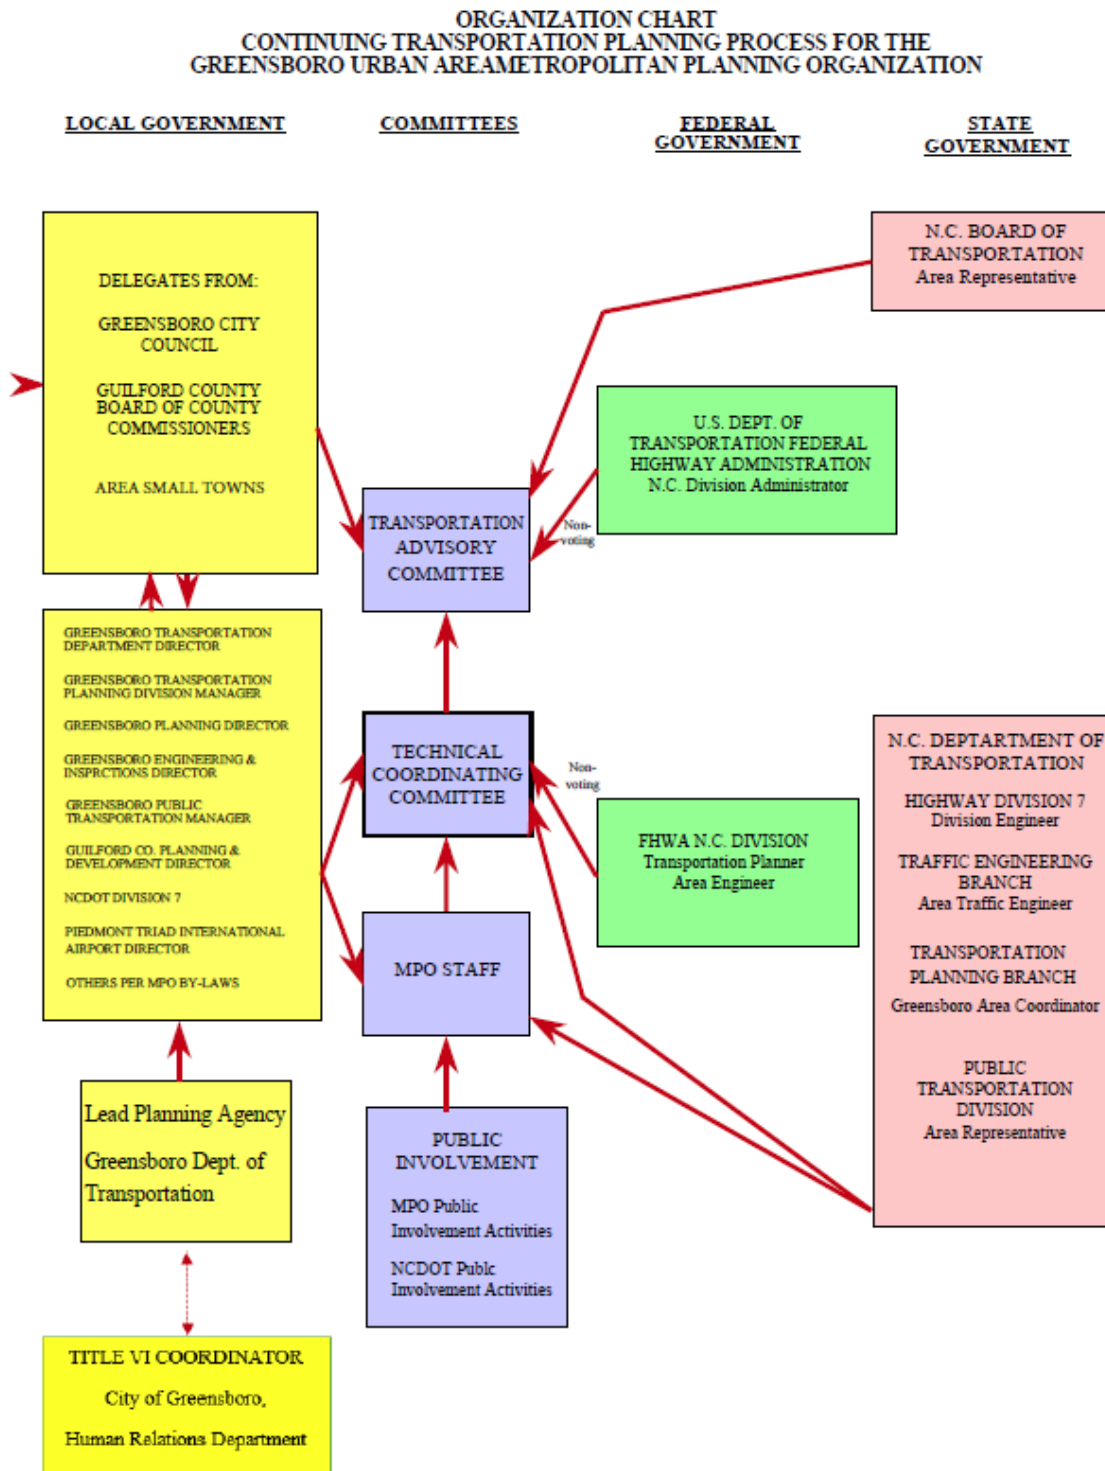 ORGANIZATION CHART
CONTINUING TRANSPORTATION PLANNING PROCESS FOR THE
GREENSBORO URBAN AREAMETROPOLITAN PLANNING ORGANIZATION
LOCAL GOVERNMENT
COMMITTEES
FEDERAL
GOVERNMENT
STATE
GOVERNMENT
DELEGATES FROM:
GREENSBORO CITY
COUNCIL
GUILFORD COUNTY
BOARD OF COUNTY
COMMISSIONERS
AREA SMALL TOWNS
N.C. BOARD OF
TRANSPORTATION
Area Representative
U.S. DEPT. OF
TRANSPORTATION FEDERAL
HIGHWAY ADMINISTRATION
N.C. Division Administrator
TRANSPORTATION
ADVISORY
COMMITTEE
Non-
voting
GREENSBORO TRANSPORTATION
DEPARTMENT DIRECTOR
GREENSBORO TRANSPORTATION
PLANNING DIVISION MANAGER
GREENSBORO PLANNING DIRECTOR
GREENSBORO ENGINEERING &
INSPRCTIONS DIRECTOR
GREENSBORO PUBLIC
TRANSPORTATION MANAGER
GUILFORD CO. PLANNING &
DEVELOPMENT DIRECTOR
NCDOT DIVISION 7
PIEDMONT TRIAD INTERNATIONAL
AIRPORT DIRECTOR
OTHERS PER MPO BY-LAWS
TECHNICAL
COORDINATING
COMMITTEE
Non-
voting
FHWA N.C. DIVISION
Transportation Planner
Area Engineer
N.C. DEPTARTMENT OF
TRANSPORTATION
HIGHWAY DIVISION 7
Division Engineer
TRAFFIC ENGINEERING
BRANCH
Area Traffic Engineer
TRANSPORTATION
PLANNING BRANCH
Greensboro Area Coordinator
PUBLIC
TRANSPORTATION
DIVISION
Area Representative
MPO STAFF
Lead Planning Agency
Greensboro Dept. of
Transportation
PUBLIC
INVOLVEMENT
MPO Public
Involvement Activities
NCDOT Publc
Involvement Activities
TITLE VI COORDINATOR
City of Greensboro,
Human Relations Department